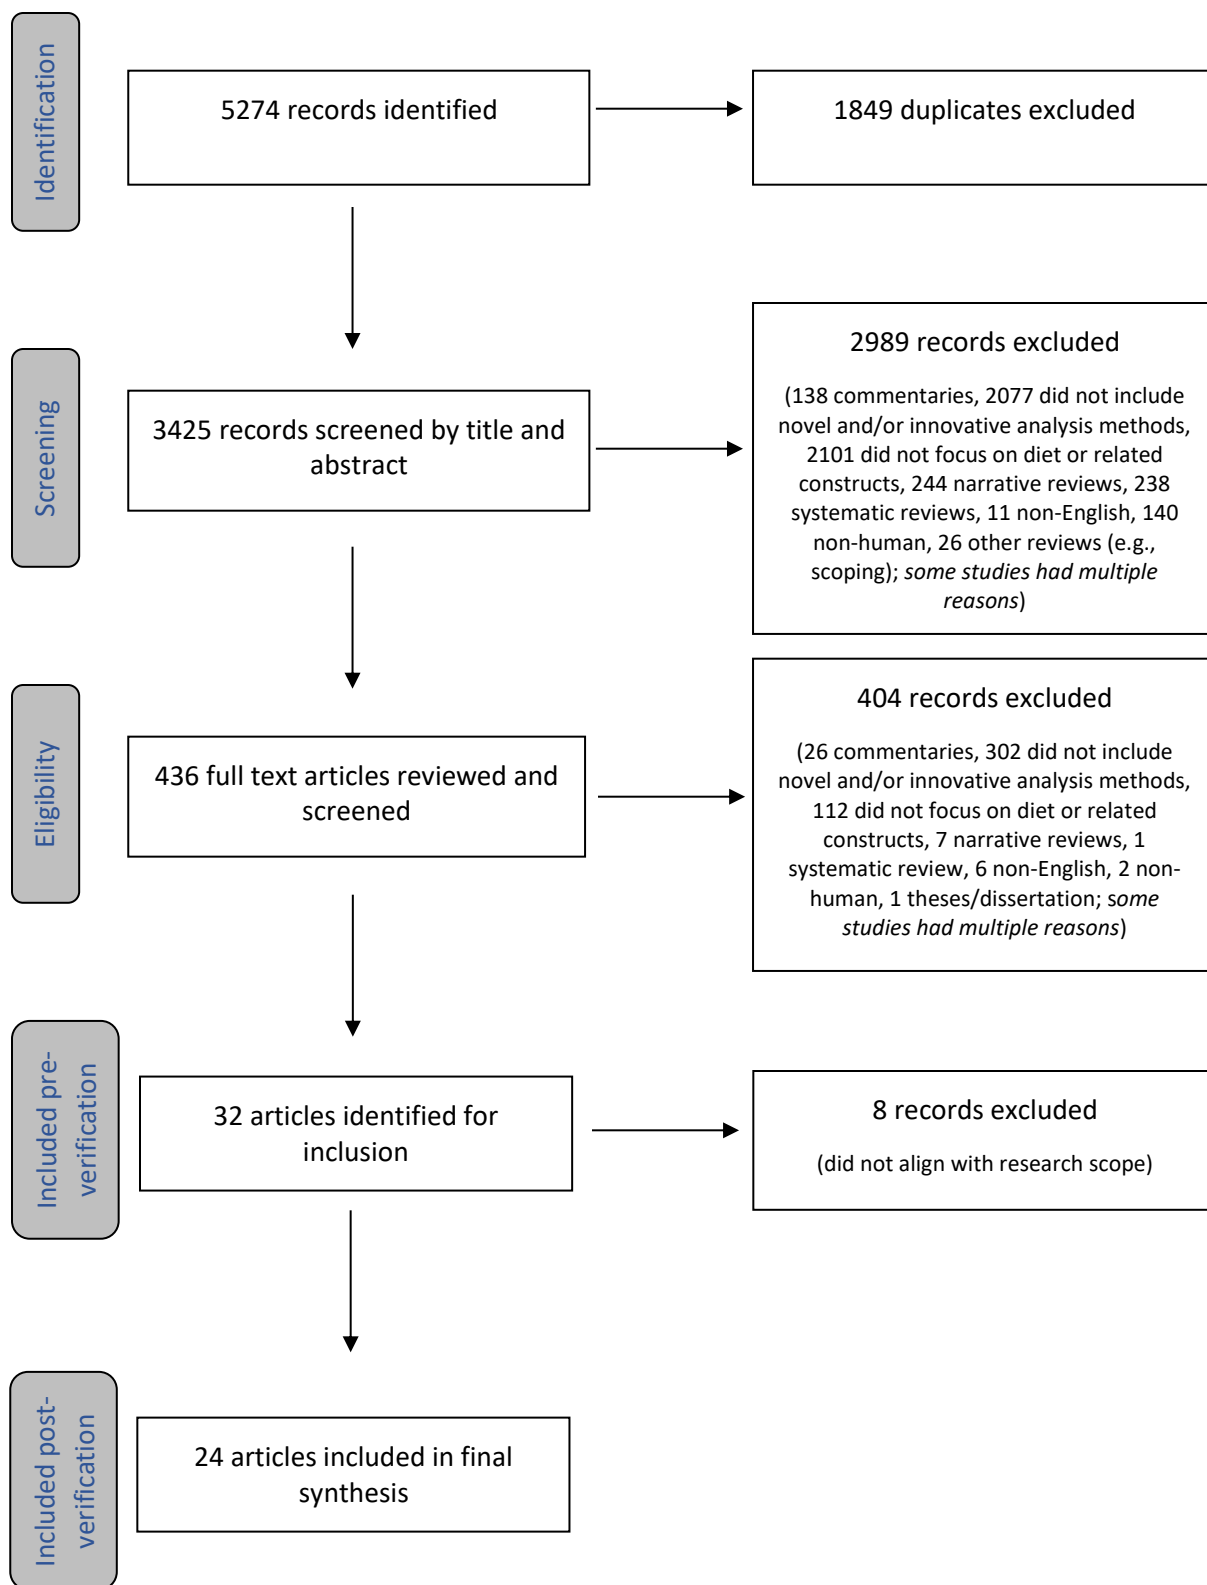 Identification
5274 records identified
1849 duplicates excluded
Screening
3425 records screened by title and
abstract
2989 records excluded
(138 commentaries, 2077 did not include
novel and/or innovative analysis methods,
2101 did not focus on diet or related
constructs, 244 narrative reviews, 238
systematic reviews, 11 non-English, 140
non-human, 26 other reviews (e.g.,
scoping); some studies had multiple
reasons)
Eligibility
436 full text articles reviewed and
screened
404 records excluded
(26 commentaries, 302 did not include
novel and/or innovative analysis methods,
112 did not focus on diet or related
constructs, 7 narrative reviews, 1
systematic review, 6 non-English, 2 non-
human, 1 theses/dissertation; some
studies had multiple reasons)
Included pre-
verification
32 articles identified for
inclusion
8 records excluded
(did not align with research scope)
Included post-
verification
24 articles included in final
synthesis